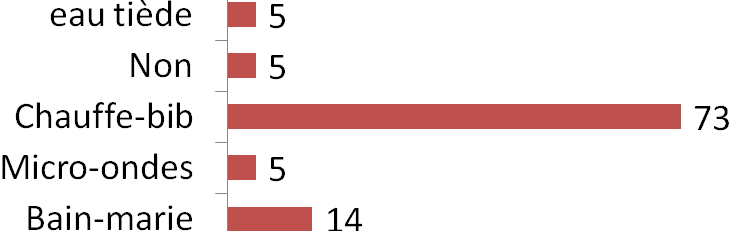 eau tiède 5
Non 5
Chauffe-bib 73
Micro-ondes 5
Bain-marie 14